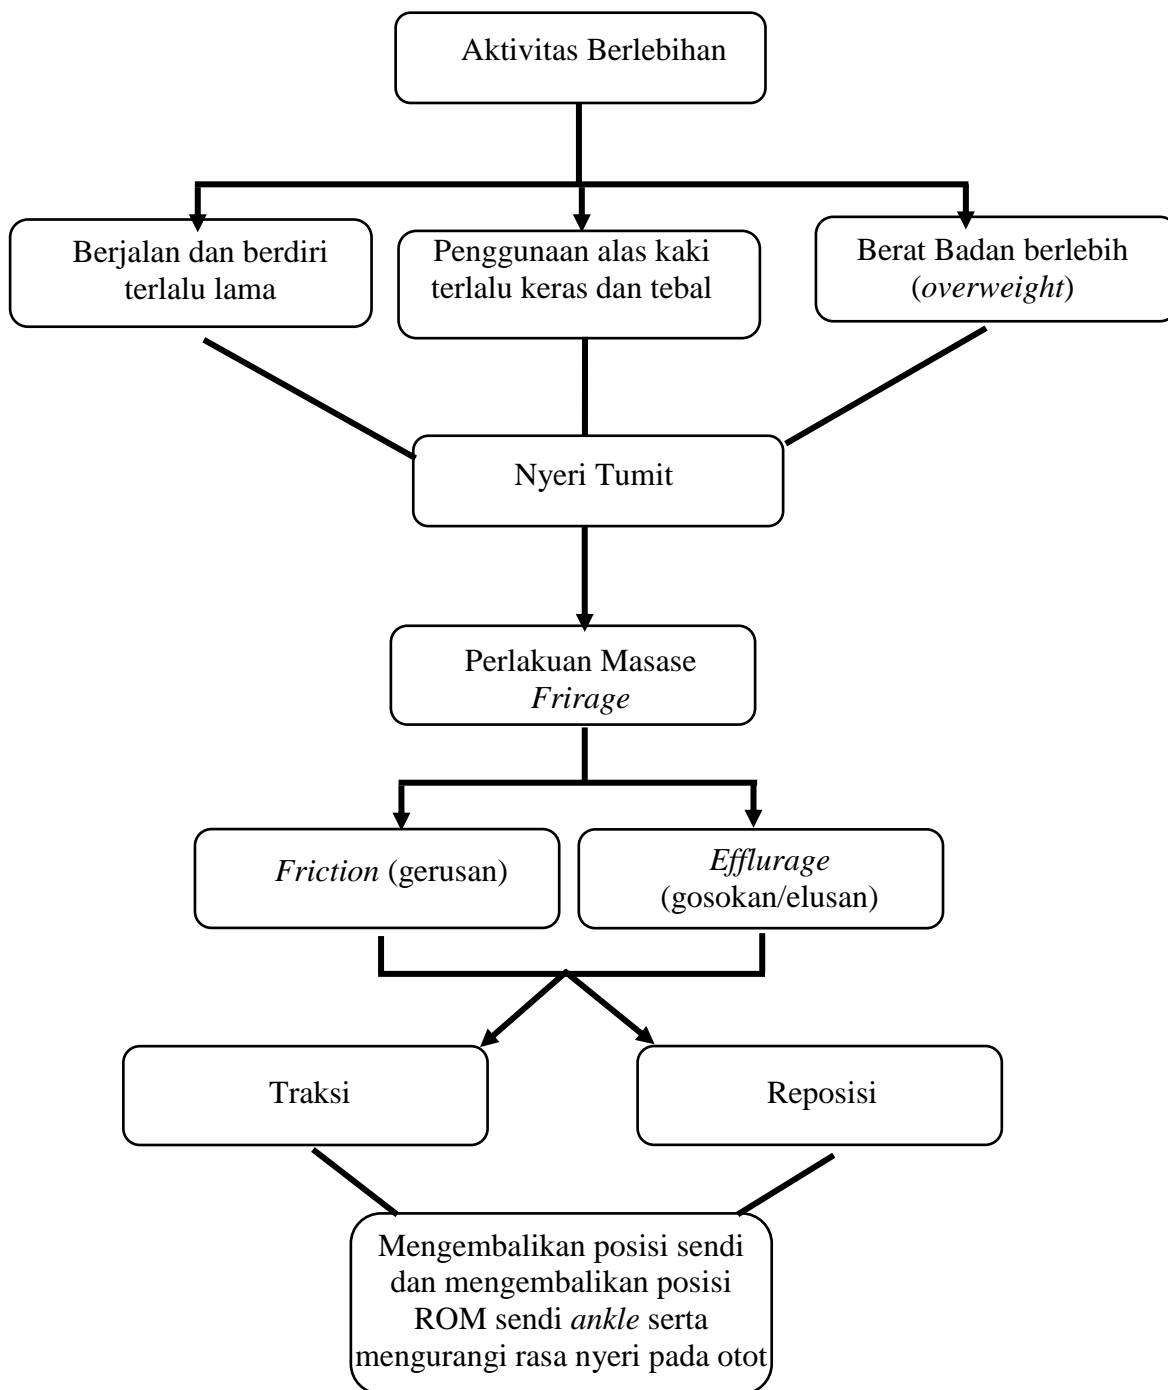 Aktivitas Berlebihan
Berjalan dan berdiri
terlalu lama
Penggunaan alas kaki
terlalu keras dan tebal
Berat Badan berlebih
(overweight)
Nyeri Tumit
Perlakuan Masase
Frirage
Friction (gerusan)
Efflurage
(gosokan/elusan)
Traksi
Reposisi
Mengembalikan posisi sendi
dan mengembalikan posisi
ROM sendi ankle serta
mengurangi rasa nyeri pada otot